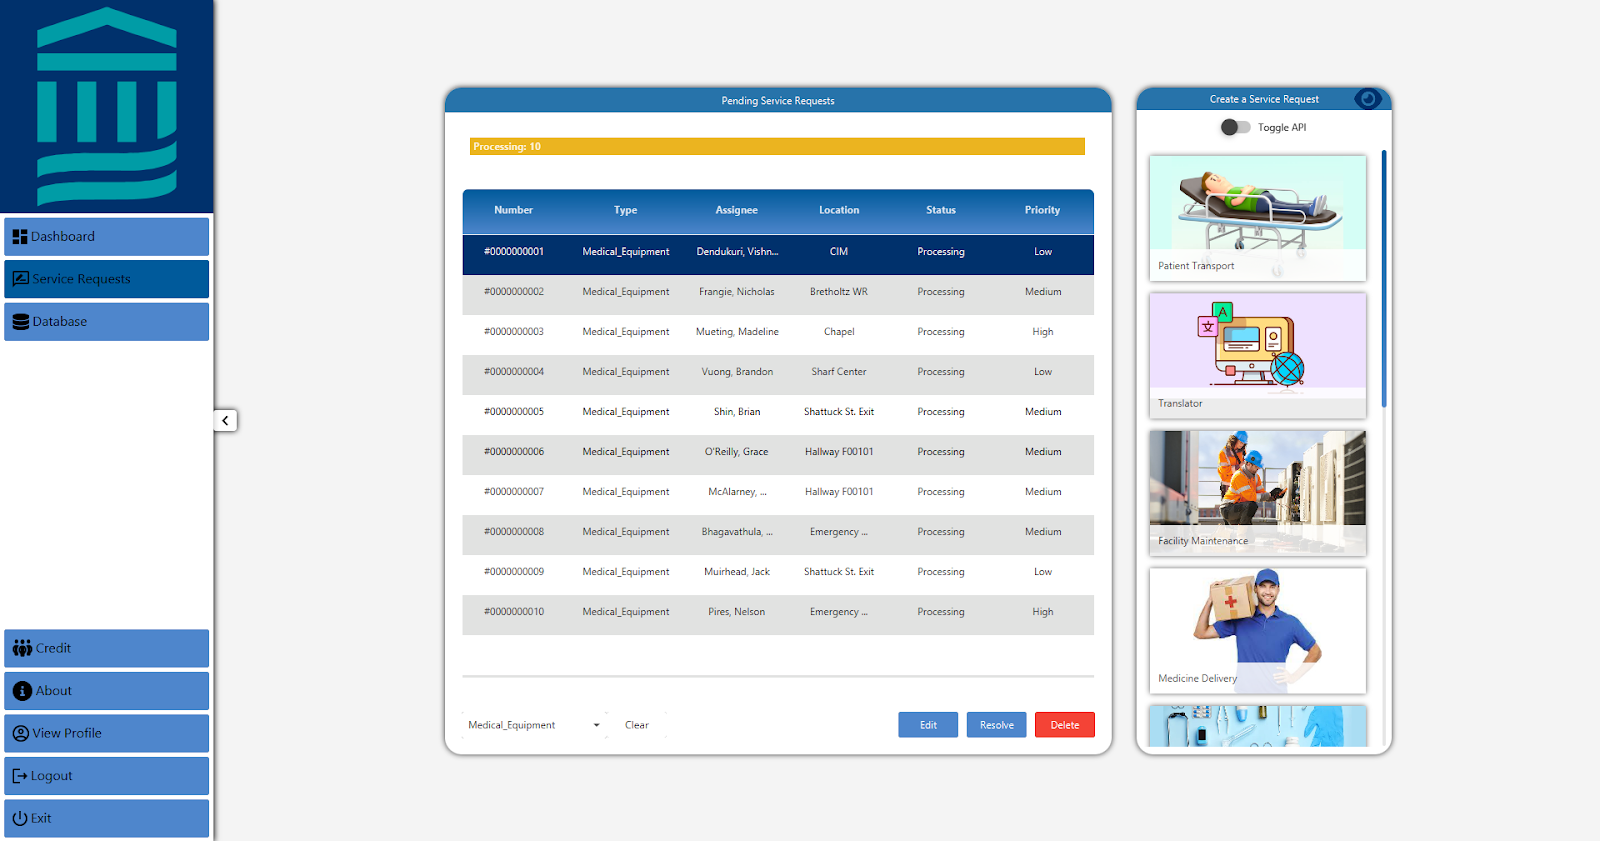 Dashboard
Service Requests
Database
Credit
About
View Profile
Logout
Exit
Pending Service Requests
Processing: 10
Number Type Assignee Location Status Priority
#0000000001 Medical_Equipment Dendukuri, Vishn... CIM Processing Low
#0000000002 Medical_Equipment Frangie, Nicholas Bretholtz WR Processing Medium
#0000000003 Medical_Equipment Mueting, Madeline Chapel Processing High
#0000000004 Medical_Equipment Vuong, Brandon Sharf Center Processing Low
#0000000005 Medical_Equipment Shin, Brian Shattuck St. Exit Processing Medium
#0000000006 Medical_Equipment O'Reilly, Grace Hallway F00101 Processing Medium
#0000000007 Medical_Equipment McAlarney, ... Hallway F00101 Processing Medium
#0000000008 Medical_Equipment Bhagavathula, ... Emergency ... Processing Medium
#0000000009 Medical_Equipment Muirhead, Jack Shattuck St. Exit Processing Low
#0000000010 Medical_Equipment Pires, Nelson Emergency ... Processing High
Medical_Equipment Clear Edit Resolve Delete
Create a Service Request
Toggle API
Patient Transport
A
文
Translator
Facility Maintenance
Medicine Delivery